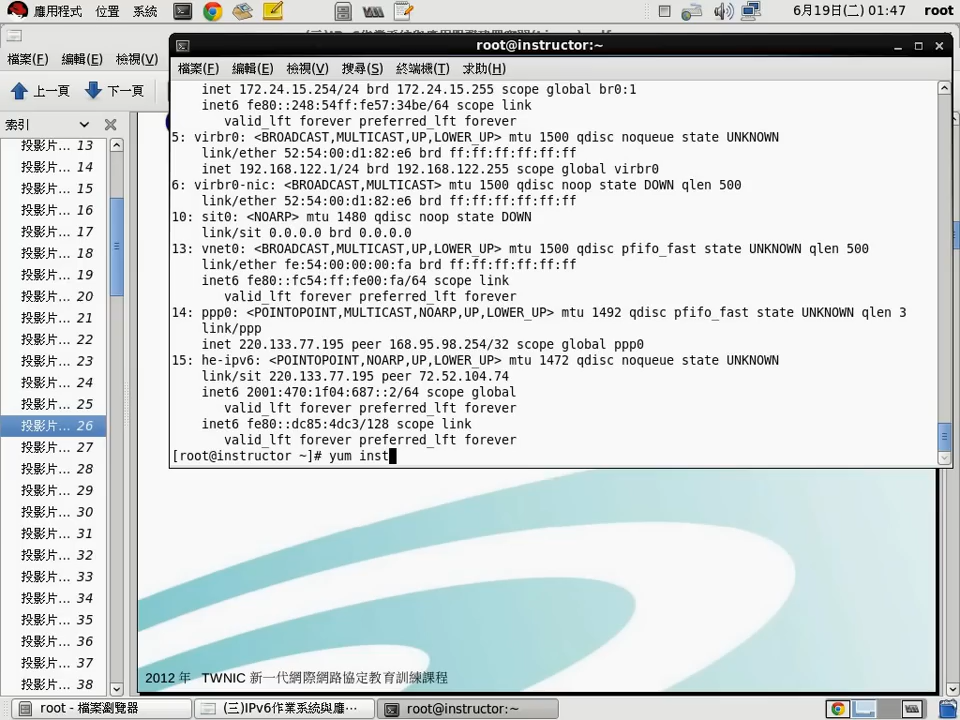 應用程式 位置 系統
6月19日(二) 01:47 root
檔案(F) 編輯(E) 檢視(V)
上一頁 下一頁
索引
投影片... 13
投影片... 14
投影片... 15
投影片... 16
投影片... 17
投影片... 18
投影片... 19
投影片... 20
投影片... 21
投影片... 22
投影片... 23
投影片... 24
投影片... 25
投影片... 26
投影片... 27
投影片... 28
投影片... 29
投影片... 30
投影片... 31
投影片... 32
投影片... 33
投影片... 34
投影片... 35
投影片... 36
投影片... 37
投影片... 38
root@instructor:~
檔案(F) 編輯(E) 檢視(V) 搜尋(S) 終端機(T) 求助(H)
inet 172.24.15.254/24 brd 172.24.15.255 scope global br0:1
inet6 fe80::248:54ff:fe57:34be/64 scope link
valid_lft forever preferred_lft forever
5: virbr0: <BROADCAST,MULTICAST,UP,LOWER_UP> mtu 1500 qdisc noqueue state UNKNOWN
link/ether 52:54:00:d1:82:e6 brd ff:ff:ff:ff:ff:ff
inet 192.168.122.1/24 brd 192.168.122.255 scope global virbr0
6: virbr0-nic: <BROADCAST,MULTICAST> mtu 1500 qdisc noop state DOWN qlen 500
link/ether 52:54:00:d1:82:e6 brd ff:ff:ff:ff:ff:ff
10: sit0: <NOARP> mtu 1480 qdisc noop state DOWN
link/sit 0.0.0.0 brd 0.0.0.0
13: vnet0: <BROADCAST,MULTICAST,UP,LOWER_UP> mtu 1500 qdisc pfifo_fast state UNKNOWN qlen 500
link/ether fe:54:00:00:00:fa brd ff:ff:ff:ff:ff:ff
inet6 fe80::fc54:ff:fe00:fa/64 scope link
valid_lft forever preferred_lft forever
14: ppp0: <POINTOPOINT,MULTICAST,NOARP,UP,LOWER_UP> mtu 1492 qdisc pfifo_fast state UNKNOWN qlen 3
link/ppp
inet 220.133.77.195 peer 168.95.98.254/32 scope global ppp0
15: he-ipv6: <POINTOPOINT,NOARP,UP,LOWER_UP> mtu 1472 qdisc noqueue state UNKNOWN
link/sit 220.133.77.195 peer 72.52.104.74
inet6 2001:470:1f04:687::2/64 scope global
valid_lft forever preferred_lft forever
inet6 fe80::dc85:4dc3/128 scope link
valid_lft forever preferred_lft forever
[root@instructor ~]# yum inst
2012 年 TWNIC 新一代網際網路協定教育訓練課程
root - 檔案瀏覽器
(三)IPv6作業系統與應···
root@instructor:~